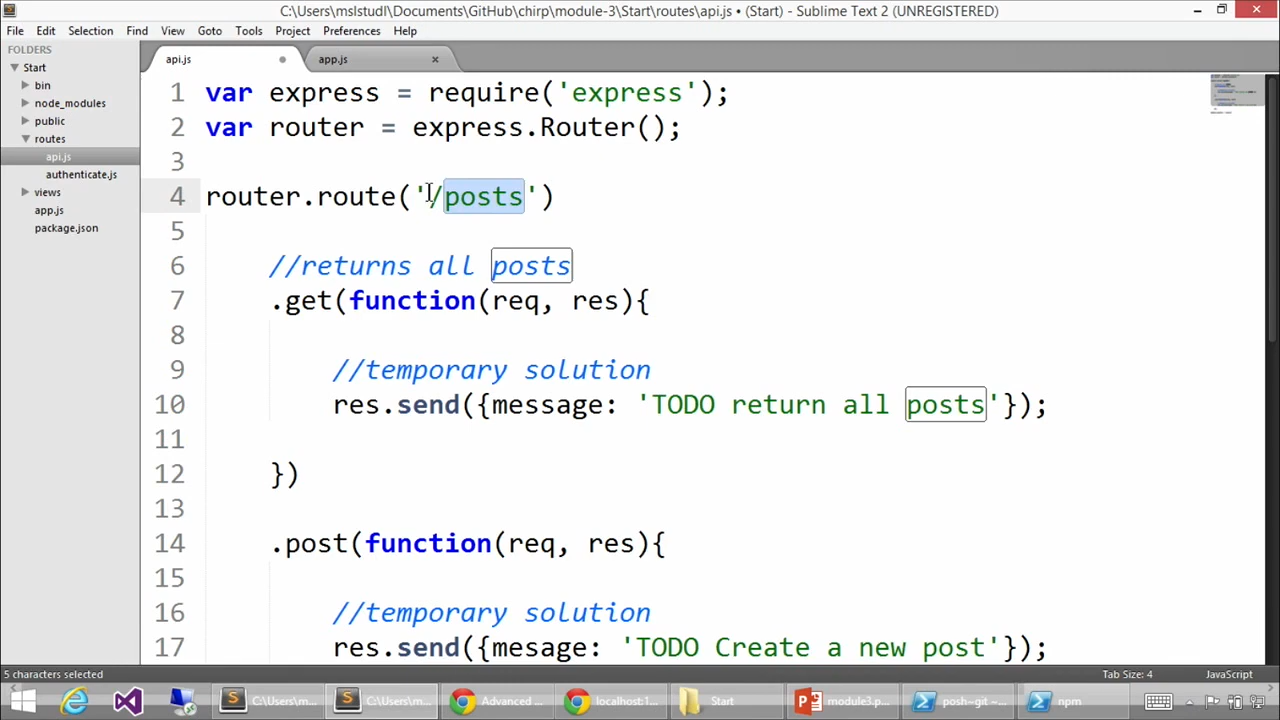 C:\Users\mslstudl\Documents\GitHub\chirp\module-3\Start\routes\api.js • (Start) - Sublime Text 2 (UNREGISTERED)
File Edit Selection Find View Goto Tools Project Preferences Help
FOLDERS
Start
bin
node_modules
public
routes
api.js
authenticate.js
views
app.js
package.json
api.js
app.js
1 var express = require('express');
2 var router = express.Router();
3
4 router.route('/posts')
5
6 //returns all posts
7 .get(function(req, res){
8
9 //temporary solution
10 res.send({message: 'TODO return all posts'});
11
12 })
13
14 .post(function(req, res){
15
16 //temporary solution
17 res.send({mesage: 'TODO Create a new post'});
5 characters selected
Tab Size: 4
JavaScript
C:\Users\m... C:\Users\m... Advanced ... localhost:1... Start module3.p... posh~git ~... npm